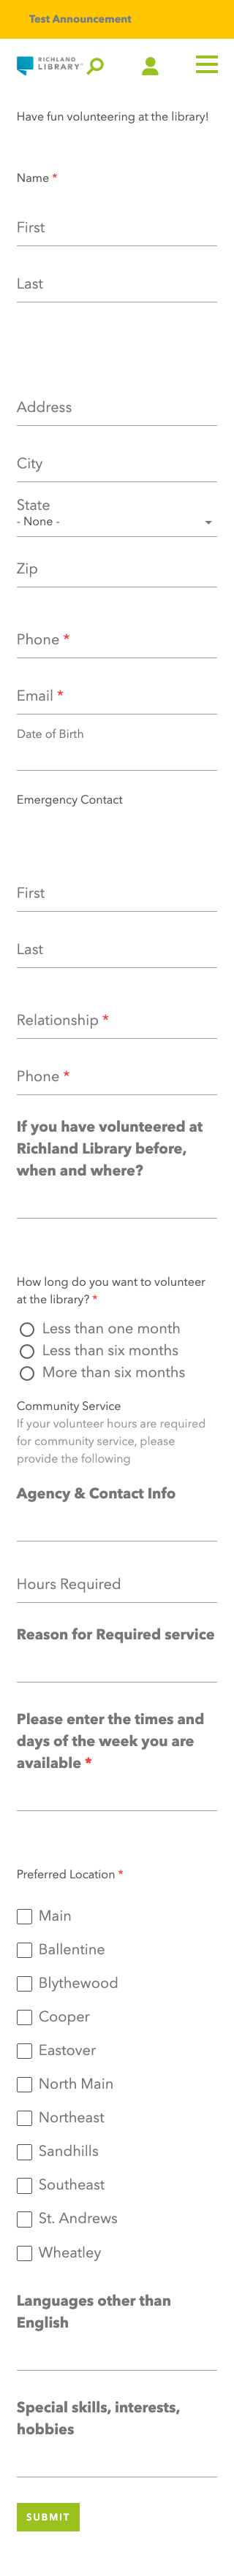 Test Announcement
RICHLAND
LIBRARY
Have fun volunteering at the library!
Name *
First
Last
Address
City
State
- None -
Zip
Phone *
Email *
Date of Birth
Emergency Contact
First
Last
Relationship *
Phone *
If you have volunteered at
Richland Library before,
when and where?
How long do you want to volunteer
at the library? *
Less than one month
Less than six months
More than six months
Community Service
If your volunteer hours are required
for community service, please
provide the following
Agency & Contact Info
Hours Required
Reason for Required service
Please enter the times and
days of the week you are
available *
Preferred Location *
Main
Ballentine
Blythewood
Cooper
Eastover
North Main
Northeast
Sandhills
Southeast
St. Andrews
Wheatley
Languages other than
English
Special skills, interests,
hobbies
SUBMIT